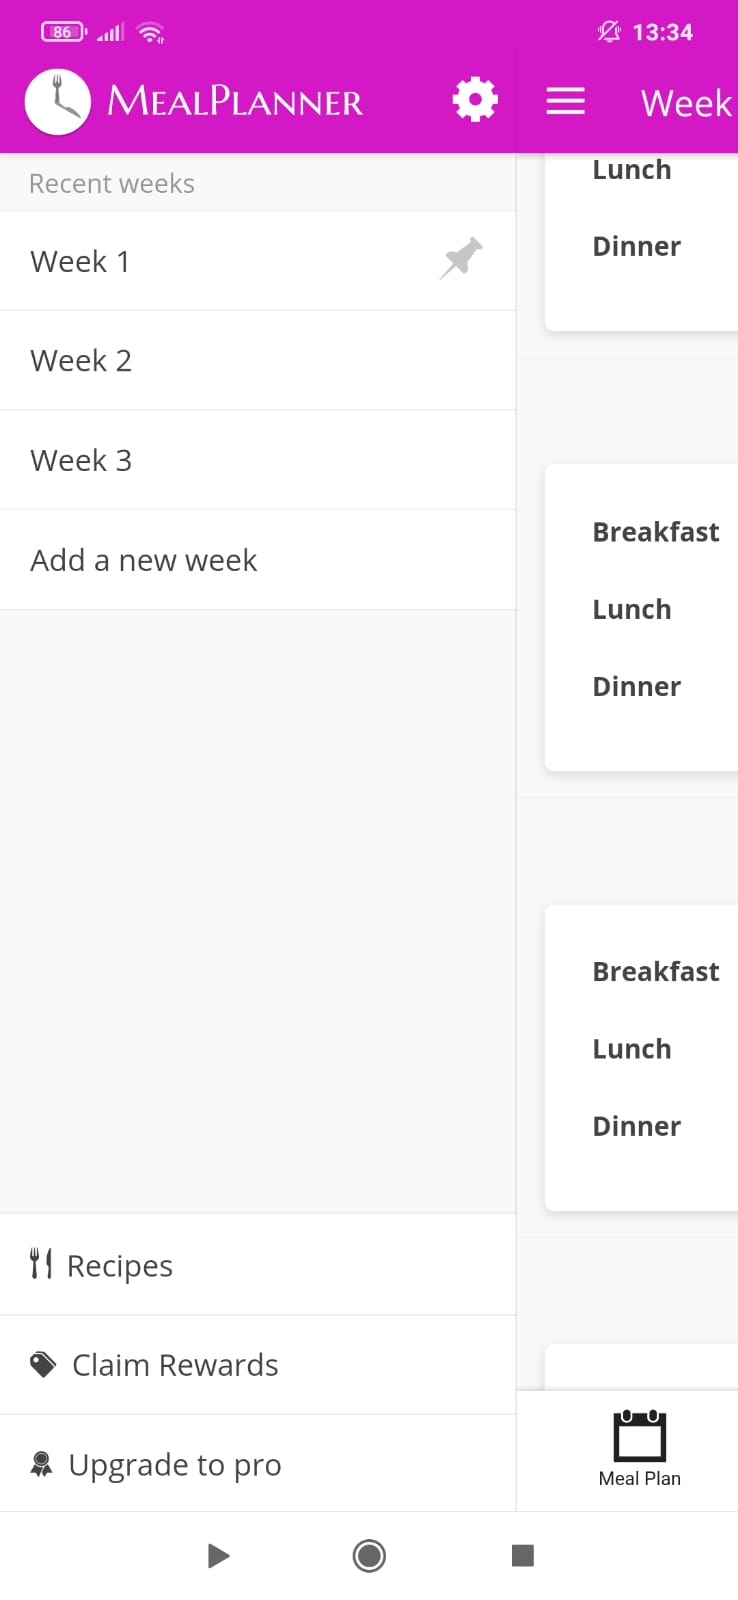 86
13:34
MealPlanner
Week
Recent weeks
Week 1
Week 2
Week 3
Add a new week
Recipes
Claim Rewards
Upgrade to pro
Lunch
Dinner
Breakfast
Lunch
Dinner
Breakfast
Lunch
Dinner
Meal Plan